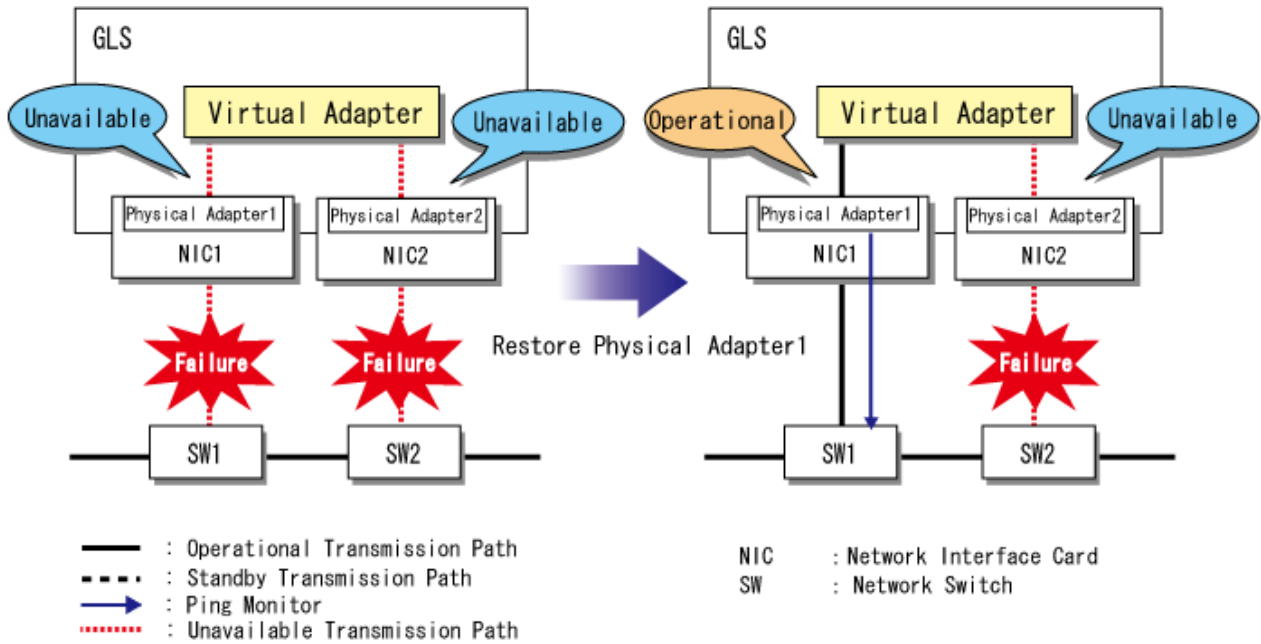 GLS
Unavailable
Virtual Adapter
Unavailable
Physical Adapter1
NIC1
Physical Adapter2
NIC2
Failure
Failure
SW1
SW2
Restore Physical Adapter1
GLS
Operational
Virtual Adapter
Unavailable
Physical Adapter1
NIC1
Physical Adapter2
NIC2
Failure
SW1
SW2
: Operational Transmission Path
: Standby Transmission Path
: Ping Monitor
: Unavailable Transmission Path
NIC : Network Interface Card
SW : Network Switch